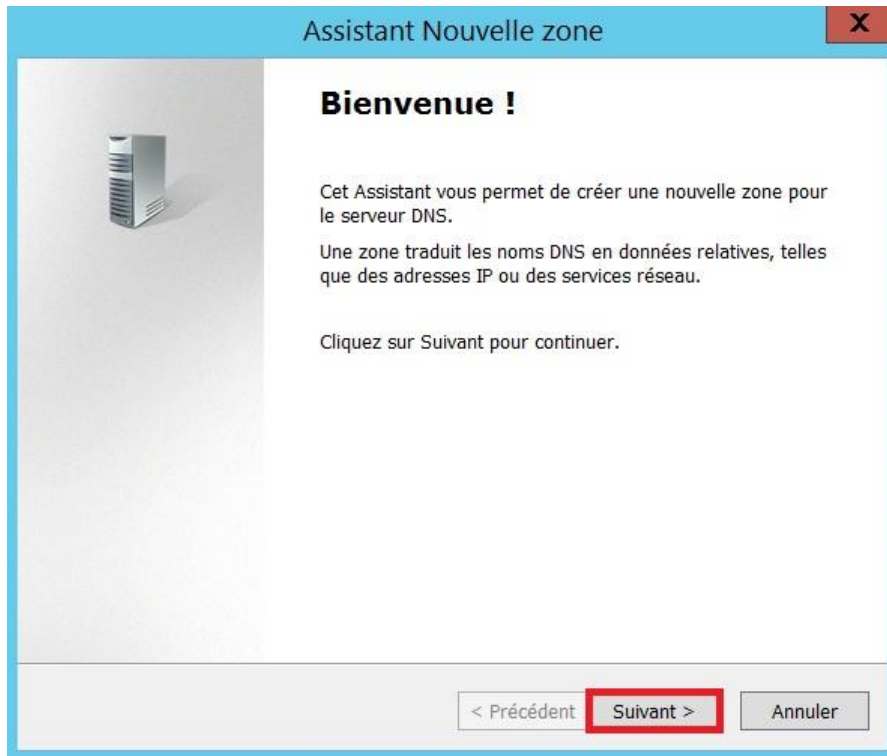 Assistant Nouvelle zone
X
Bienvenue !
Cet Assistant vous permet de créer une nouvelle zone pour
le serveur DNS.
Une zone traduit les noms DNS en données relatives, telles
que des adresses IP ou des services réseau.
Cliquez sur Suivant pour continuer.
< Précédent Suivant > Annuler